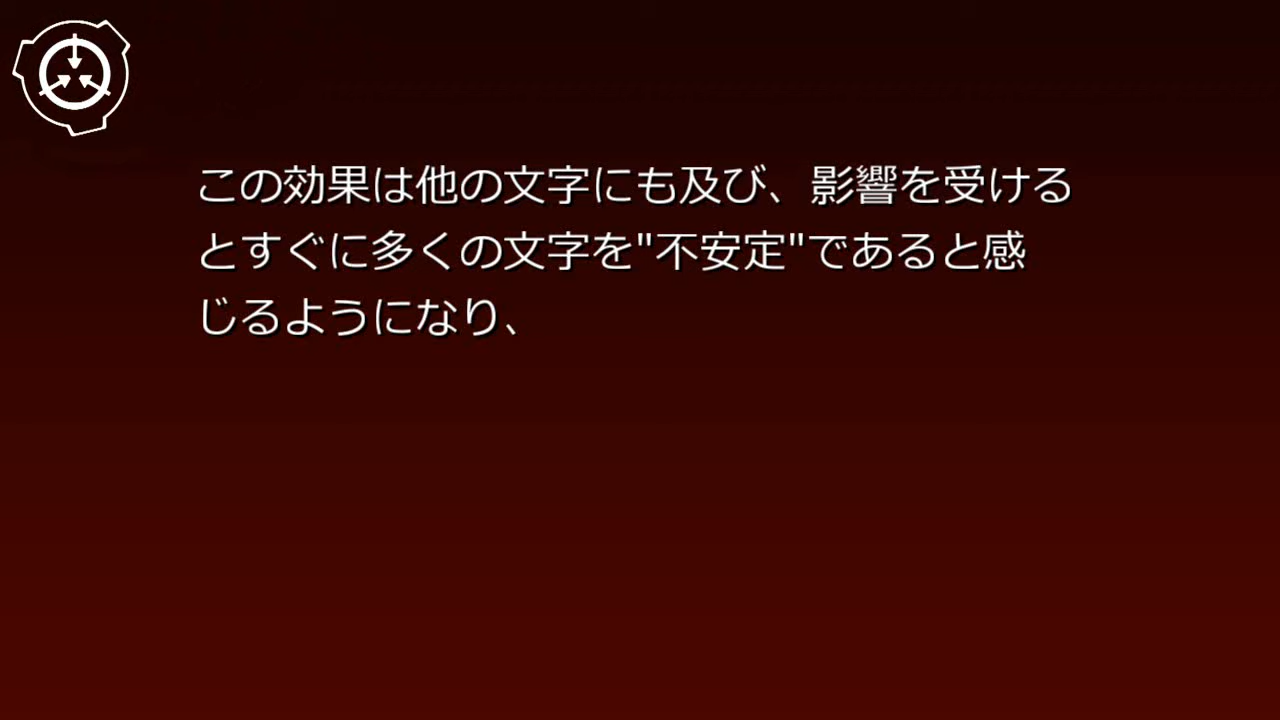 この効果は他の文字にも及び、影響を受ける
とすぐに多くの文字を"不安定"であると感
じるようになり、